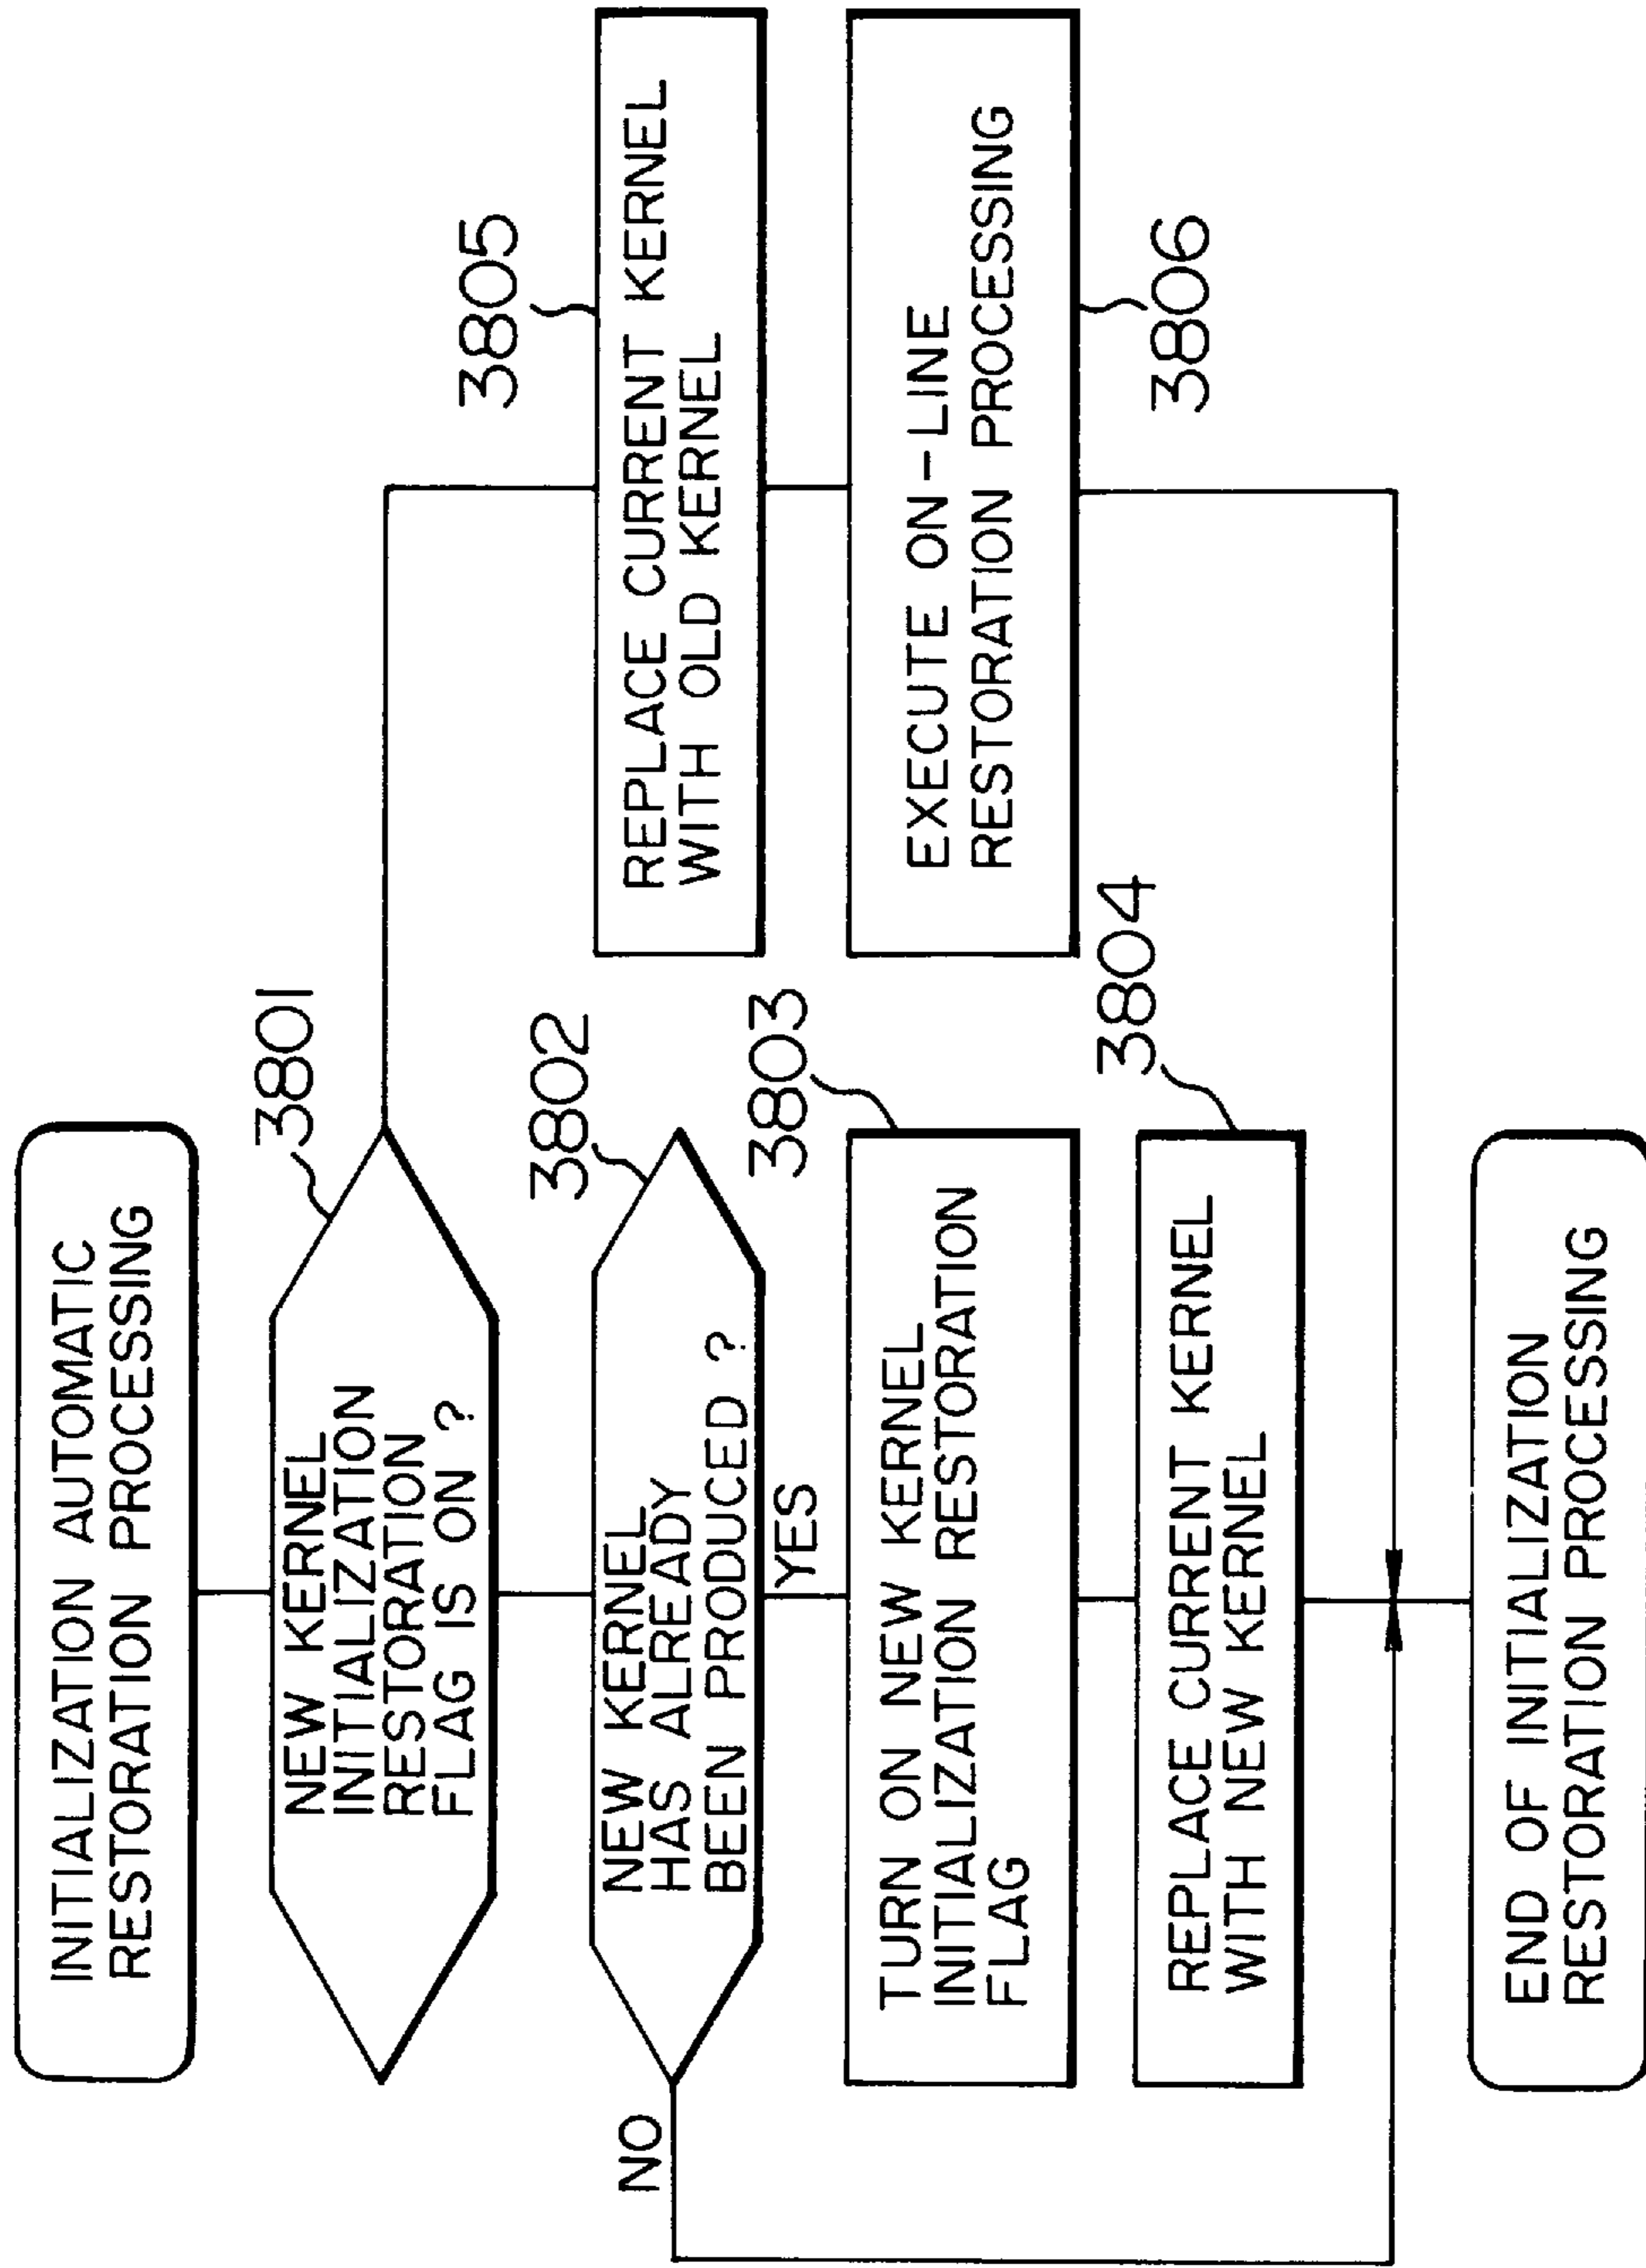 INITIALIZATION AUTOMATIC
RESTORATION PROCESSING
3801
NEW KERNEL
INITIALIZATION
RESTORATION
FLAG IS ON ?
3802
NEW KERNEL
HAS ALREADY
BEEN PRODUCED ?
NO
YES
3803
TURN ON NEW KERNEL
INITIALIZATION RESTORATION
FLAG
3804
REPLACE CURRENT KERNEL
WITH NEW KERNEL
3805
REPLACE CURRENT KERNEL
WITH OLD KERNEL
EXECUTE ON-LINE
RESTORATION PROCESSING
3806
END OF INITIALIZATION
RESTORATION PROCESSING